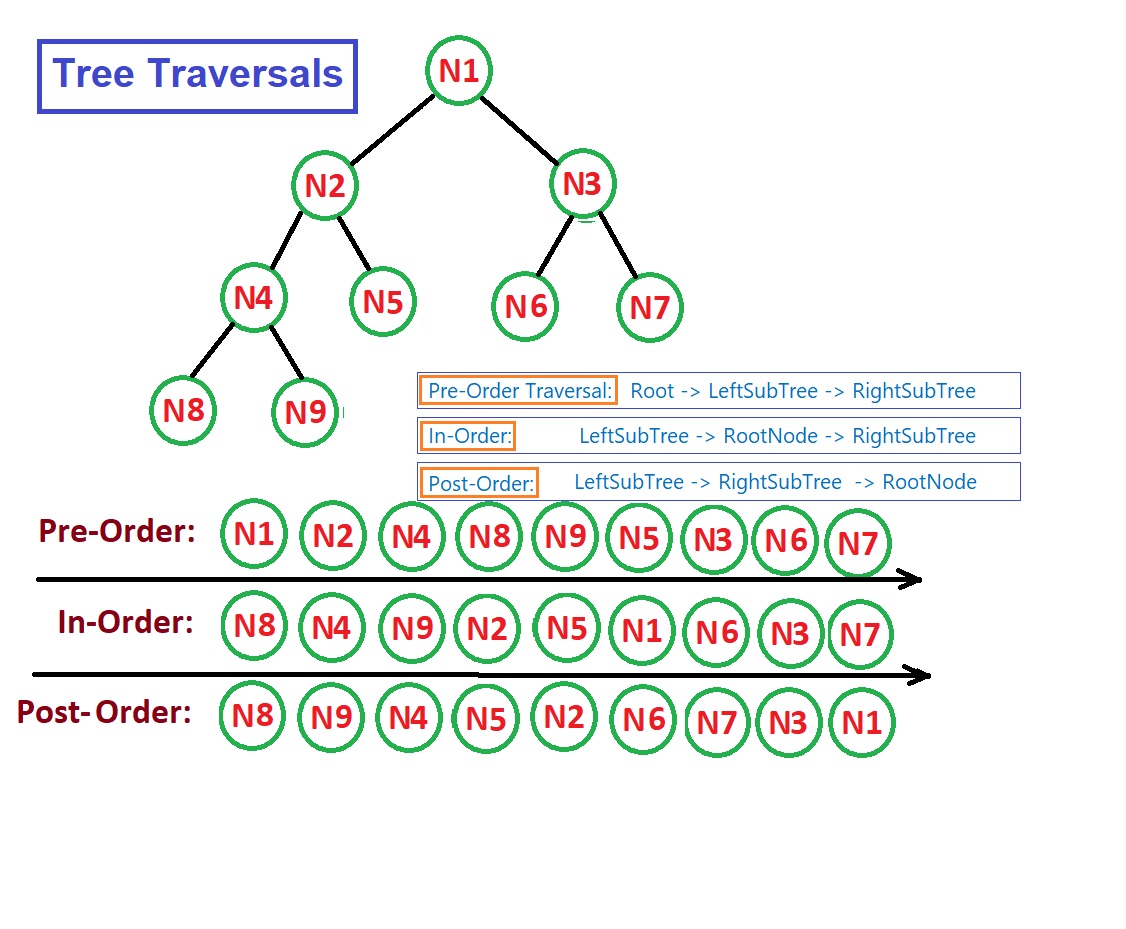 Tree Traversals
N1
N2 N3
N4 N5 N6 N7
N8 N9
Pre-Order Traversal: Root -> LeftSubTree -> RightSubTree
In-Order: LeftSubTree -> RootNode -> RightSubTree
Post-Order: LeftSubTree -> RightSubTree -> RootNode
Pre-Order: N1 N2 N4 N8 N9 N5 N3 N6 N7
In-Order: N8 N4 N9 N2 N5 N1 N6 N3 N7
Post-Order: N8 N9 N4 N5 N2 N6 N7 N3 N1